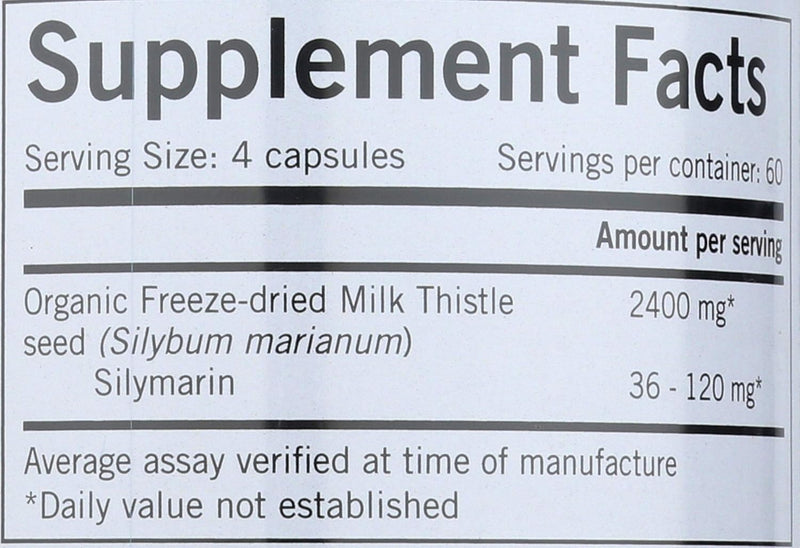 Supplement Facts
Serving Size: 4 capsules Servings per container: 60
Amount per serving
Organic Freeze-dried Milk Thistle 2400 mg*
seed (Silybum marianum)
Silymarin 36 - 120 mg*
Average assay verified at time of manufacture
*Daily value not established